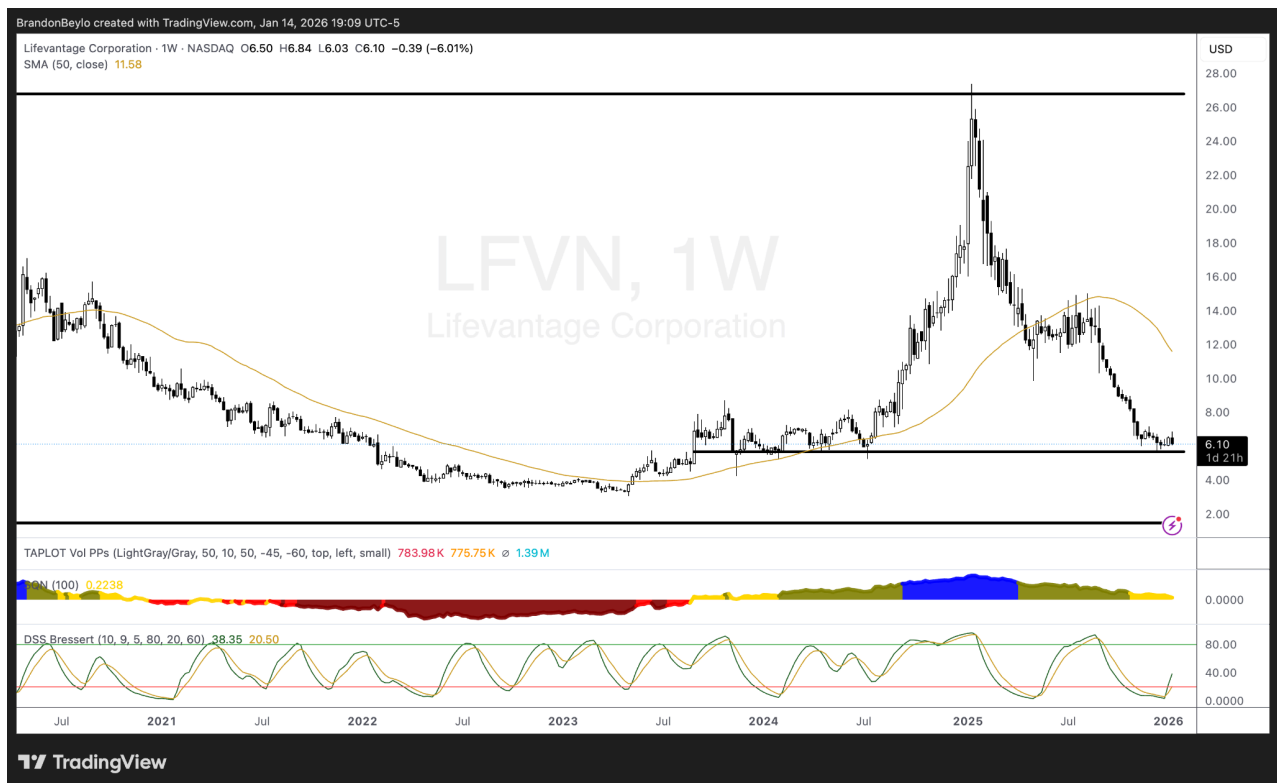 BrandonBeylo created with TradingView.com, Jan 14, 2026 19:09 UTC-5
Lifevantage Corporation · 1W · NASDAQ O6.50 H6.84 L6.03 C6.10 −0.39 (−6.01%)
SMA (50, close) 11.58
USD
28.00
26.00
24.00
22.00
20.00
18.00
16.00
14.00
12.00
10.00
8.00
6.10
1d 21h
4.00
2.00
LFVN, 1W
Lifevantage Corporation
TAPLOT Vol PPs (LightGray/Gray, 50, 10, 50, -45, -60, top, left, small) 783.98K 775.75K ∅ 1.39M
SQN (100) 0.2238
0.0000
DSS Bressert (10, 9, 5, 80, 20, 60) 38.35 20.50
80.00
40.00
0.0000
Jul 2021 Jul 2022 Jul 2023 Jul 2024 Jul 2025 Jul 2026
TradingView